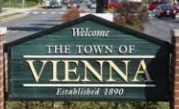 Welcome
THE TOWN OF
VIENNA
Established 1890